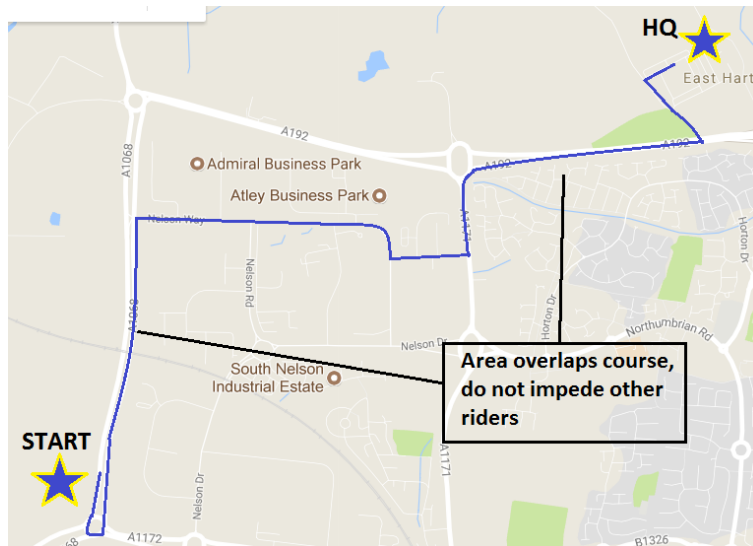 HQ
East Hart
A192
A1068
Admiral Business Park
A192
A192
Atley Business Park
Nelson Way
A1171
Horton Dr
Nelson Rd
A1068
Horton Dr
Northumbrian Rd
Nelson Dr
Area overlaps course,
do not impede other
riders
South Nelson
Industrial Estate
START
A1171
Nelson Dr
A1172
68
B1326